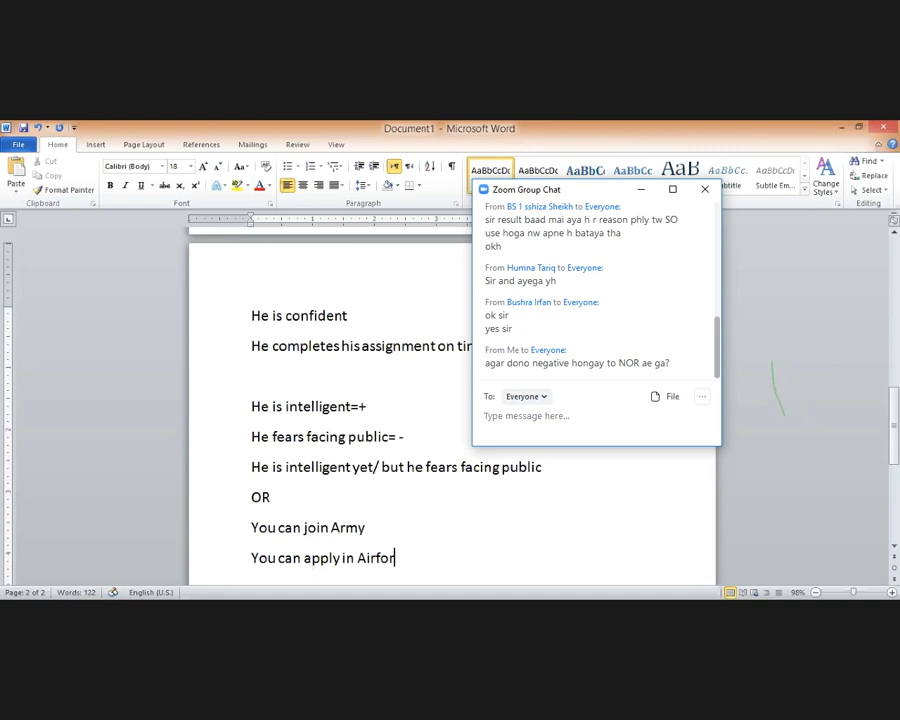 Document1 - Microsoft Word
File Home Insert Page Layout References Mailings Review View
Paste
Cut
Copy
Format Painter
Clipboard
Calibri (Body) 18
Font
Paragraph
AaBbCcDc AaBbCcDc AaBbC AaBbCc AaB AaBbCc. AaBbCcDc
btitle Subtle Em...
Change Styles
Find
Replace
Select
Editing
Zoom Group Chat
From BS 1 sshiza Sheikh to Everyone:
sir result baad mai aya h r reason phly tw SO
use hoga nw apne h bataya tha
okh
From Humna Tariq to Everyone:
Sir and ayega yh
From Bushra Irfan to Everyone:
ok sir
yes sir
From Me to Everyone:
agar dono negative hongay to NOR ae ga?
To: Everyone File
Type message here...
He is confident
He completes his assignment on tim
He is intelligent=+
He fears facing public= -
He is intelligent yet/ but he fears facing public
OR
You can join Army
You can apply in Airfor
Page: 2 of 2 Words: 122 English (U.S.) 98%